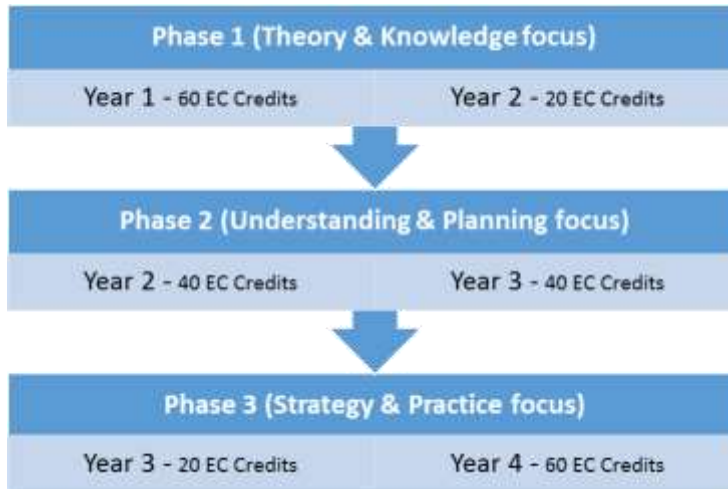 Phase 1 (Theory & Knowledge focus)
Year 1 - 60 EC Credits
Year 2 - 20 EC Credits
Phase 2 (Understanding & Planning focus)
Year 2 - 40 EC Credits
Year 3 - 40 EC Credits
Phase 3 (Strategy & Practice focus)
Year 3 - 20 EC Credits
Year 4 - 60 EC Credits